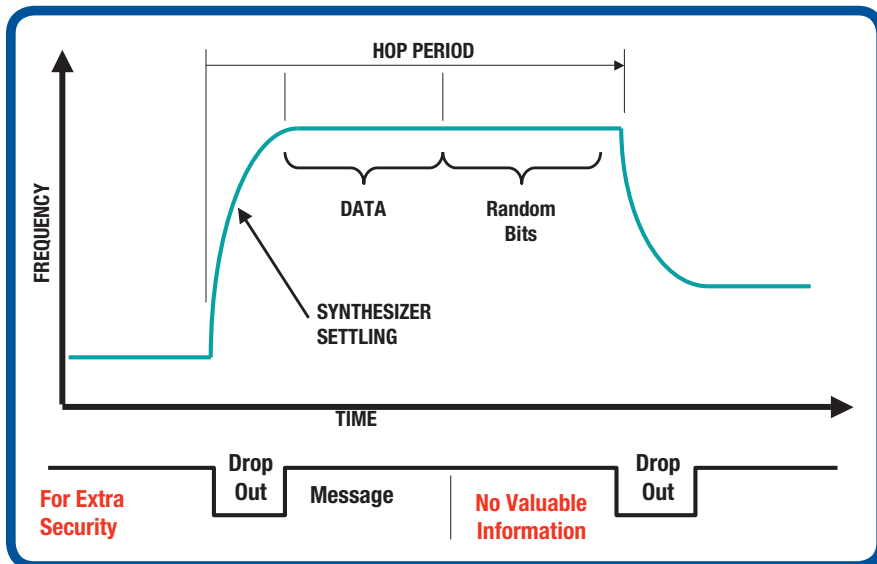 HOP PERIOD
FREQUENCY
DATA
Random
Bits
SYNTHESIZER
SETTLING
TIME
For Extra
Security
Drop
Out
Message
No Valuable
Information
Drop
Out